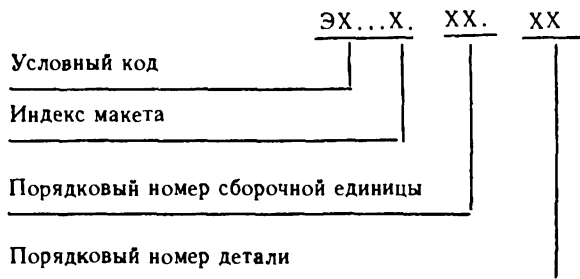 ЭХ...Х. ХХ. ХХ
Условный код
Индекс макета
Порядковый номер сборочной единицы
Порядковый номер детали